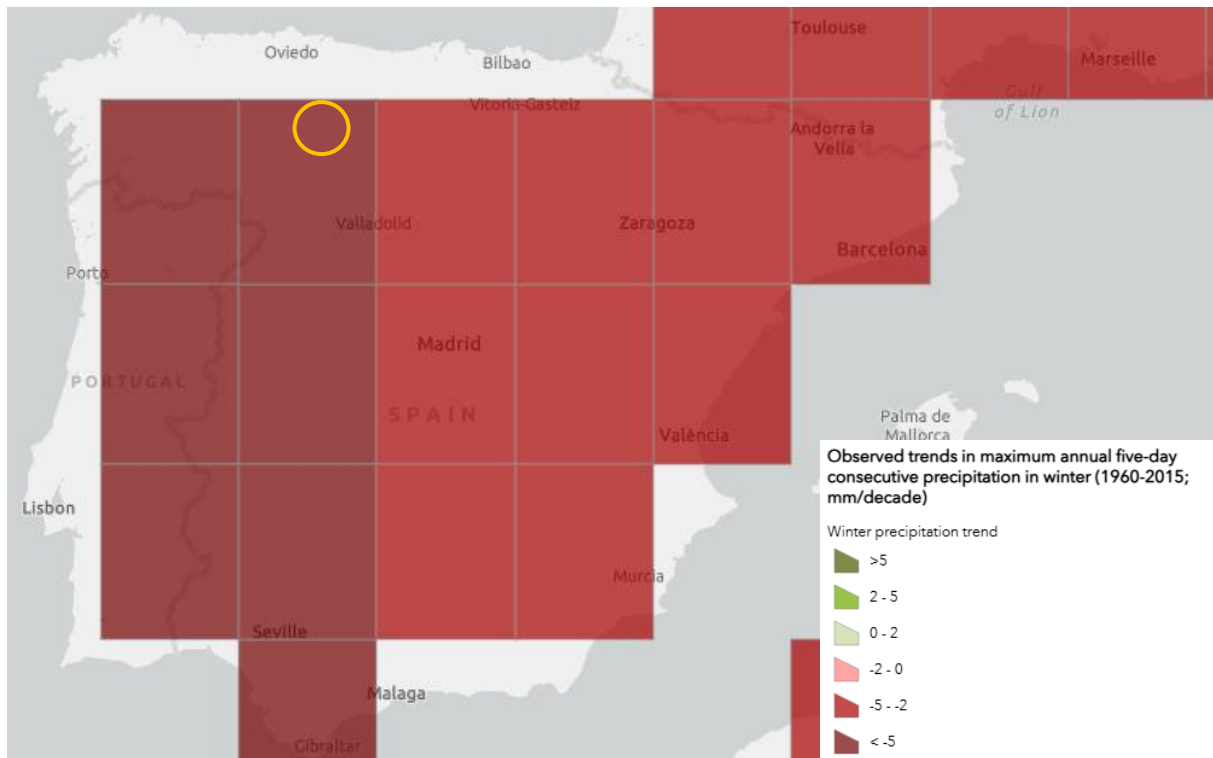 Toulouse
Oviedo
Bilbao
Marseille
Gulf
of Lion
Vitoria-Gasteiz
Andorra la
Vella
Valladolid
Zaragoza
Barcelona
Porto
Madrid
PORTUGAL
SPAIN
València
Palma de
Mallorca
Lisbon
Murcia
Seville
Malaga
Gibraltar
Observed trends in maximum annual five-day
consecutive precipitation in winter (1960-2015;
mm/decade)
Winter precipitation trend
>5
2 - 5
0 - 2
-2 - 0
-5 - -2
< -5